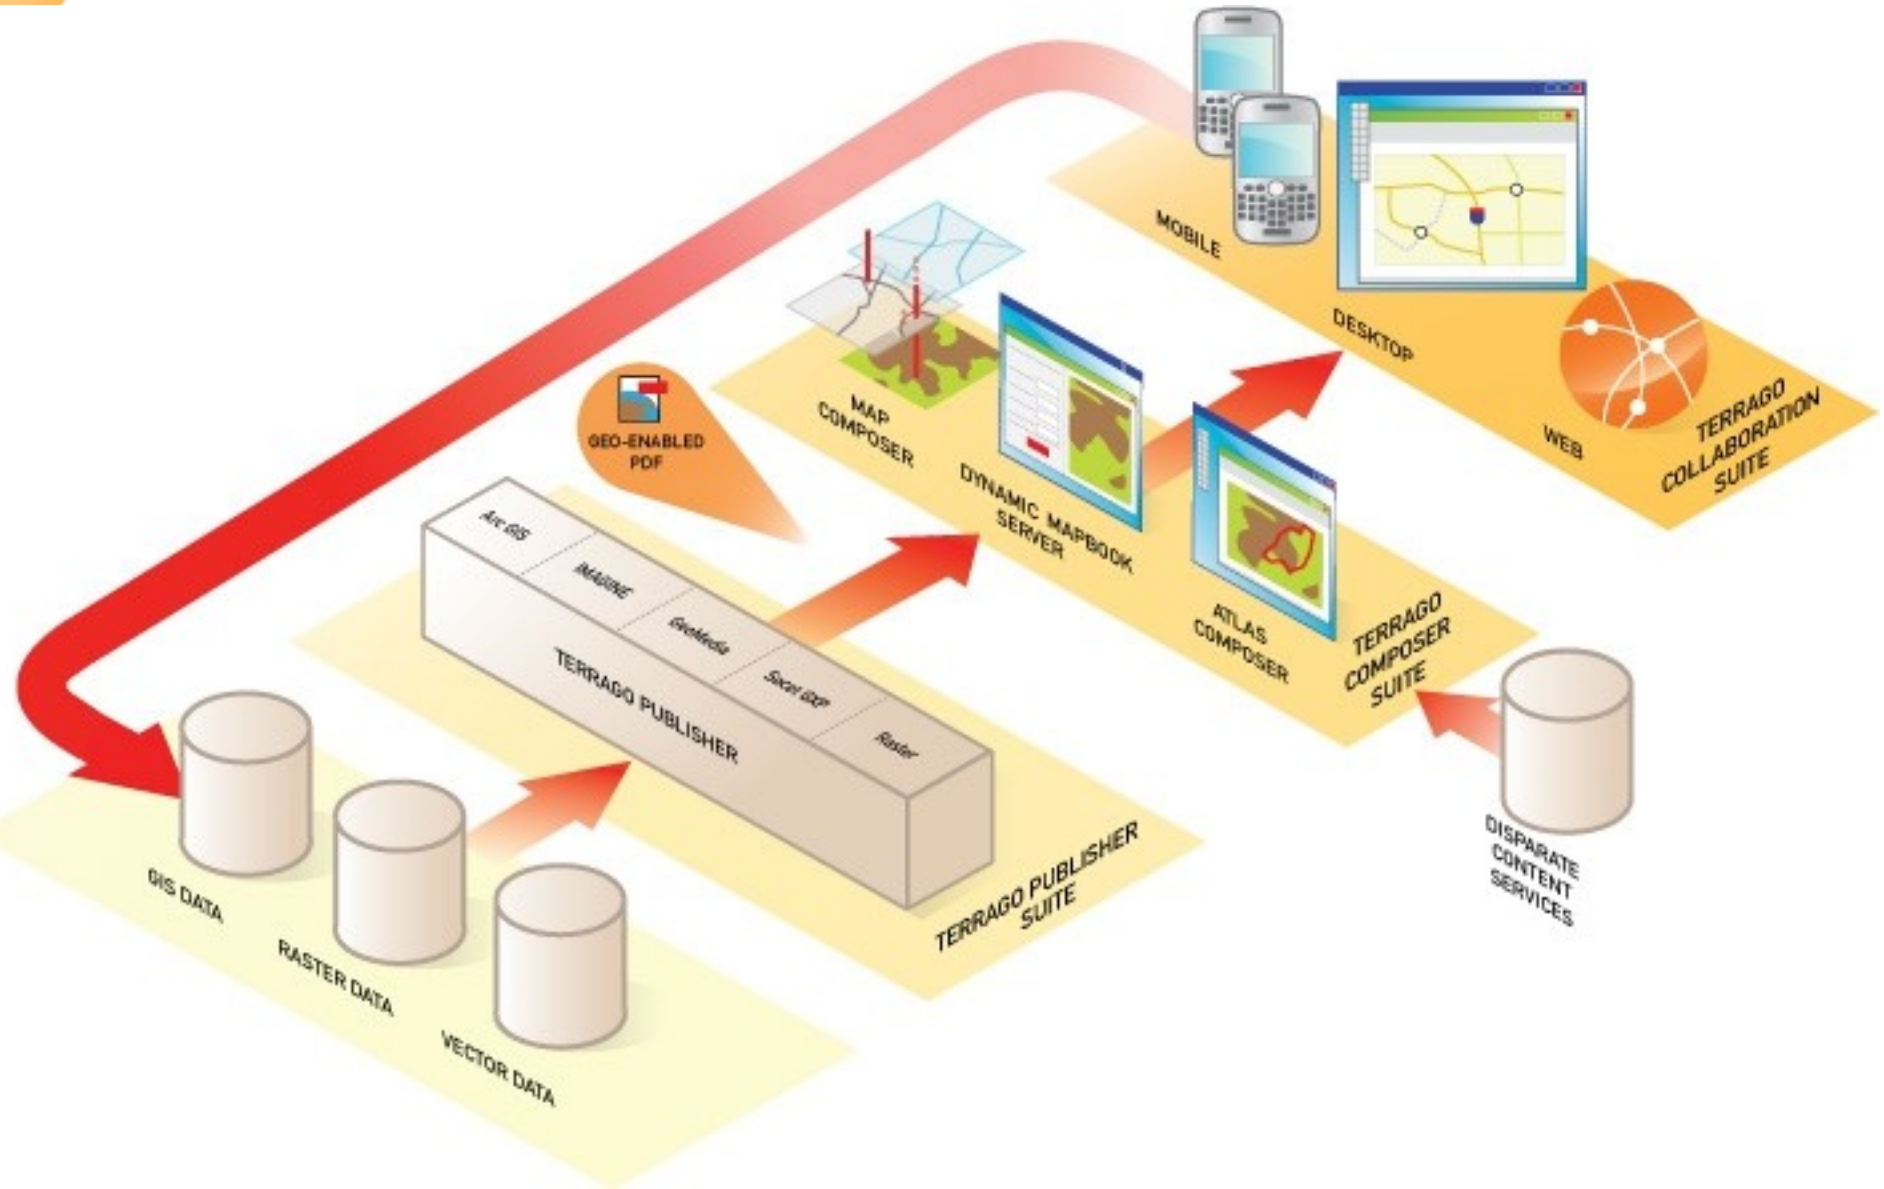 MOBILE
DESKTOP
WEB
TERRAGO
COLLABORATION
SUITE
MAP
COMPOSER
DYNAMIC MAPBOOK
SERVER
ATLAS
COMPOSER
TERRAGO
COMPOSER
SUITE
GEO-ENABLED
PDF
Arc GIS
IMAGINE
GeoMedia
Socet GXP
Raster
TERRAGO PUBLISHER
TERRAGO PUBLISHER
SUITE
DISPARATE
CONTENT
SERVICES
GIS DATA
RASTER DATA
VECTOR DATA